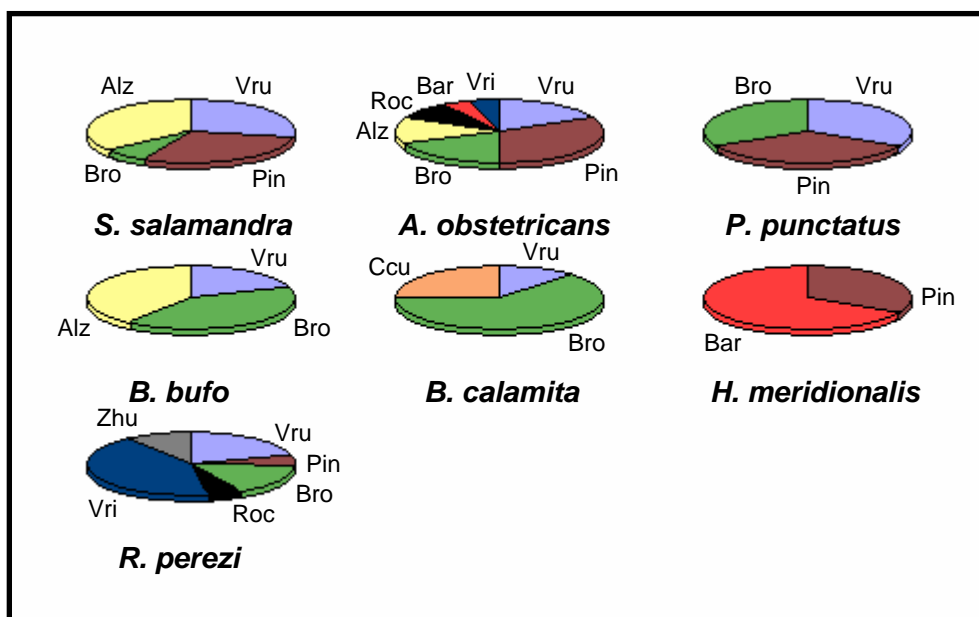 Alz Vru
Bro Pin
S. salamandra
Roc Bar Vri Vru
Alz
Bro Pin
A. obstetricans
Bro Vru
Pin
P. punctatus
Vru
Alz Bro
B. bufo
Ccu Vru
Bro
B. calamita
Pin
Bar
H. meridionalis
Zhu Vru
Pin
Bro
Vri Roc
R. perezi